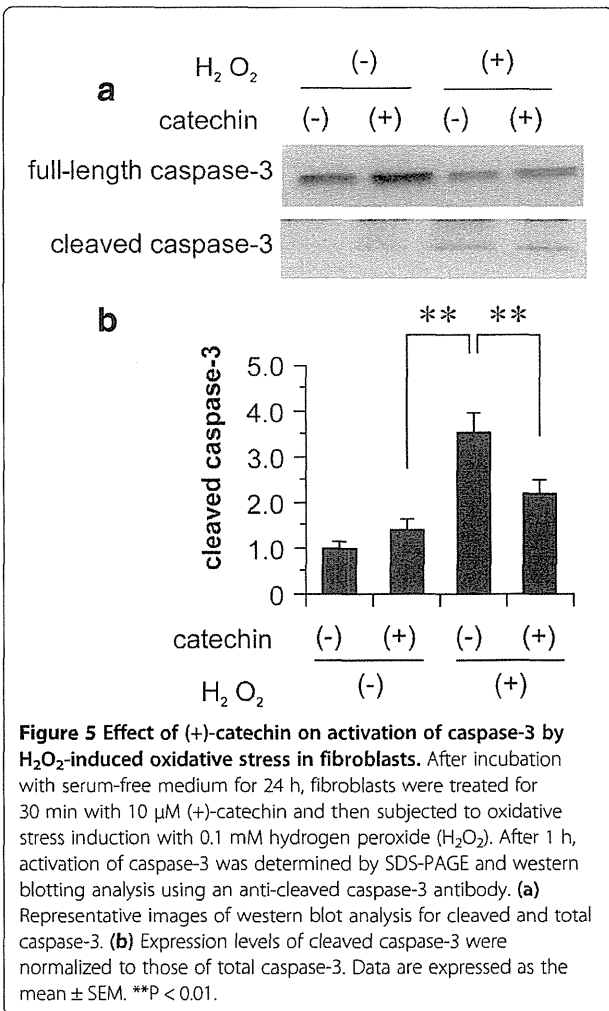 H₂ O₂ (-) (+)
a
catechin (-) (+) (-) (+)
full-length caspase-3
cleaved caspase-3
b
** **
cleaved caspase-3
5.0
4.0
3.0
2.0
1.0
0
catechin (-) (+) (-) (+)
H₂ O₂ (-) (+)
Figure 5 Effect of (+)-catechin on activation of caspase-3 by
H₂O₂-induced oxidative stress in fibroblasts. After incubation
with serum-free medium for 24 h, fibroblasts were treated for
30 min with 10 μM (+)-catechin and then subjected to oxidative
stress induction with 0.1 mM hydrogen peroxide (H₂O₂). After 1 h,
activation of caspase-3 was determined by SDS-PAGE and western
blotting analysis using an anti-cleaved caspase-3 antibody. (a)
Representative images of western blot analysis for cleaved and total
caspase-3. (b) Expression levels of cleaved caspase-3 were
normalized to those of total caspase-3. Data are expressed as the
mean ± SEM. **P < 0.01.